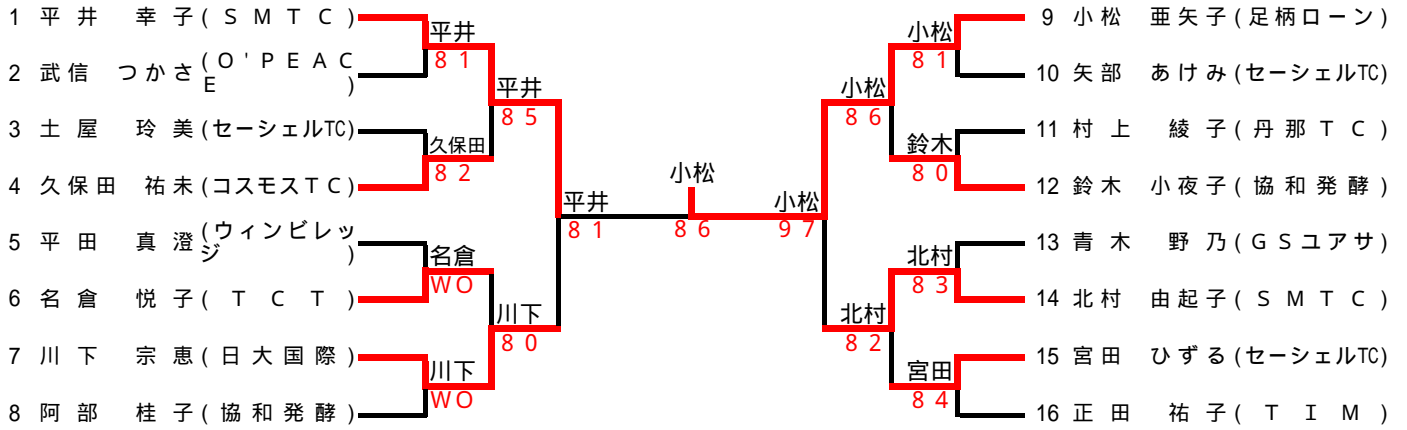 1 平井 幸子(SMTC)
2 武信 つかさ(O'PEACE)
3 土屋 玲美(セーシェルTC)
4 久保田 祐未(コスモスTC)
5 平田 真澄(ウィンビレッジ)
6 名倉 悦子(TCT)
7 川下 宗恵(日大国際)
8 阿部 桂子(協和発酵)
平井
81
久保田
82
名倉
WO
川下
WO
平井
85
川下
80
平井
81
小松
86
小松
97
小松
86
北村
82
小松
81
鈴木
80
北村
83
宮田
84
9 小松 亜矢子(足柄ローン)
10 矢部 あけみ(セーシェルTC)
11 村上 綾子(丹那TC)
12 鈴木 小夜子(協和発酵)
13 青木 野乃(GSユアサ)
14 北村 由起子(SMTC)
15 宮田 ひずる(セーシェルTC)
16 正田 祐子(TIM)